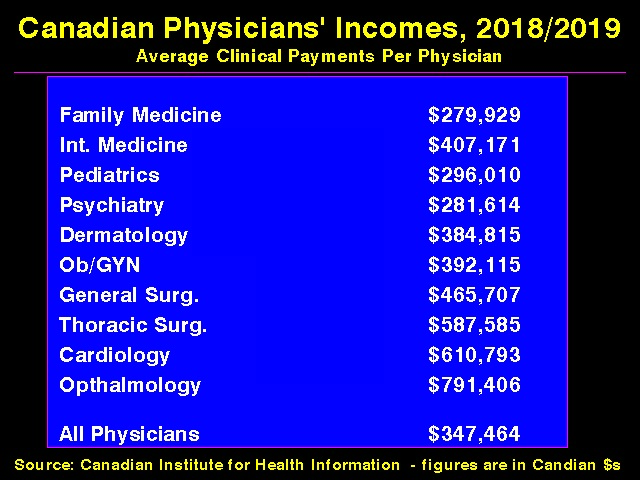 Canadian Physicians' Incomes, 2018/2019
Average Clinical Payments Per Physician
Family Medicine $279,929
Int. Medicine $407,171
Pediatrics $296,010
Psychiatry $281,614
Dermatology $384,815
Ob/GYN $392,115
General Surg. $465,707
Thoracic Surg. $587,585
Cardiology $610,793
Opthalmology $791,406
All Physicians $347,464
Source: Canadian Institute for Health Information - figures are in Candian $s